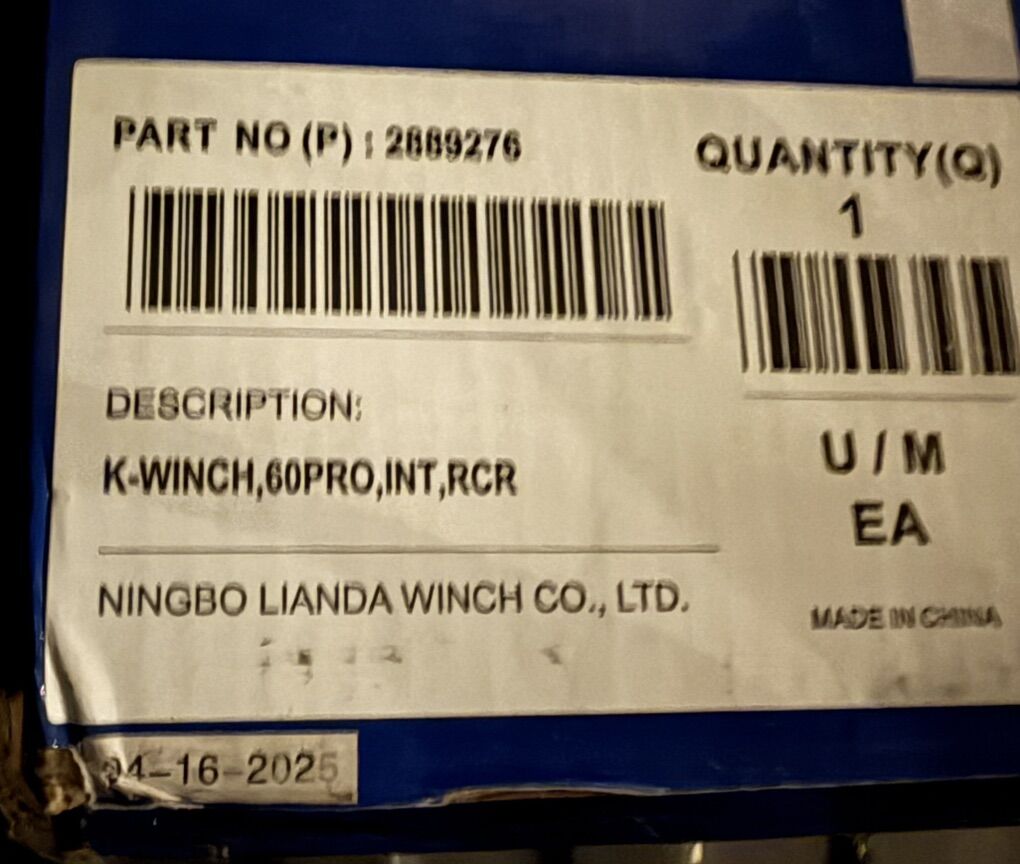 PART NO (P) : 2889276
QUANTITY(Q)
1
DESCRIPTION:
K-WINCH,60PRO,INT,RCR
U / M
EA
NINGBO LIANDA WINCH CO., LTD.
MADE IN CHINA
04-16-2025